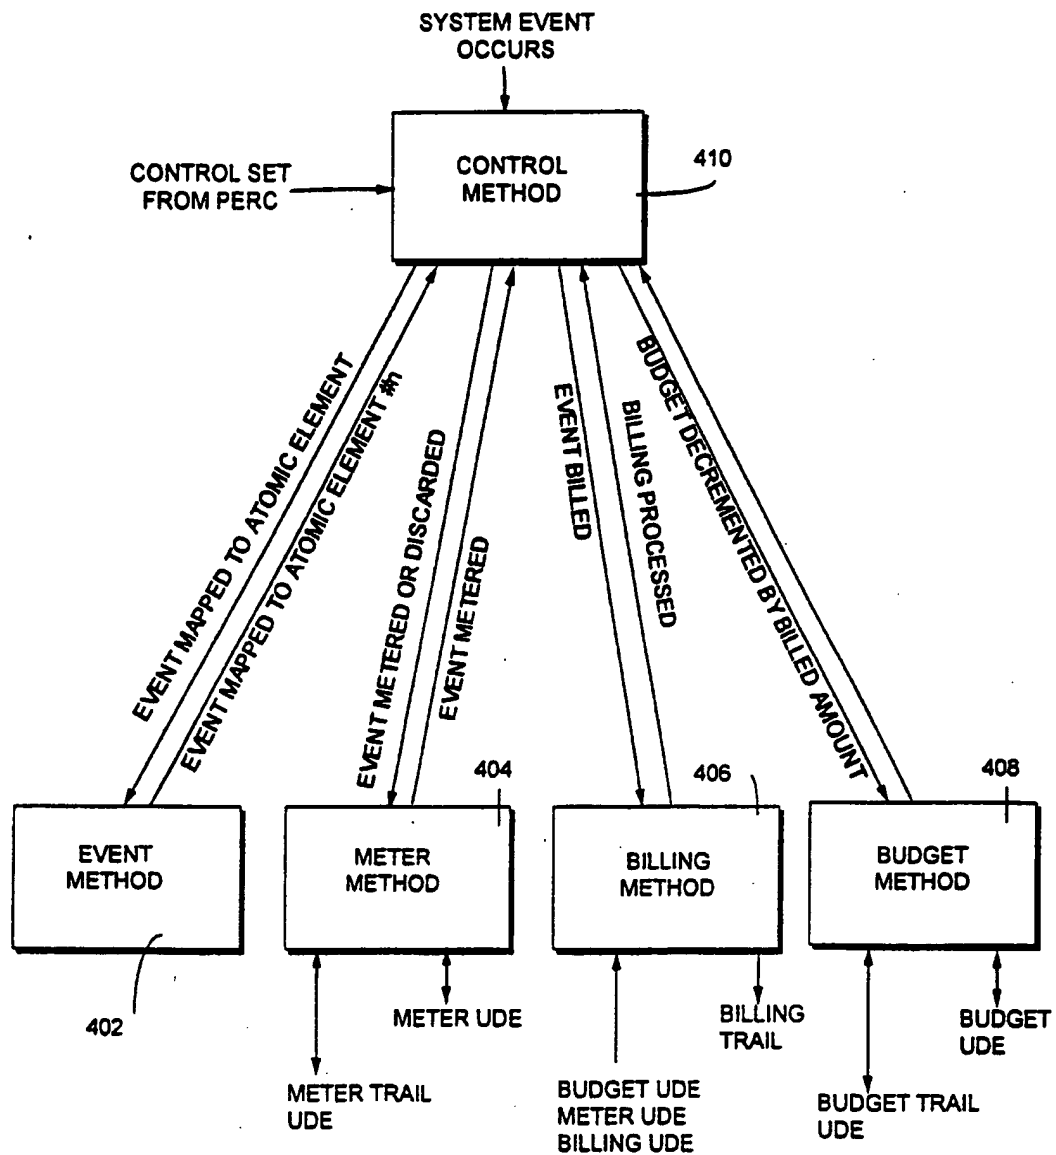 SYSTEM EVENT
OCCURS
CONTROL
METHOD
410
CONTROL SET
FROM PERC
EVENT MAPPED TO ATOMIC ELEMENT
EVENT MAPPED TO ATOMIC ELEMENT #n
EVENT METERED OR DISCARDED
EVENT METERED
EVENT BILLED
BILLING PROCESSED
BUDGET DECREMENTED BY BILLED AMOUNT
404
406
408
EVENT
METHOD
METER
METHOD
BILLING
METHOD
BUDGET
METHOD
402
METER UDE
BILLING
TRAIL
BUDGET
UDE
METER TRAIL
UDE
BUDGET UDE
METER UDE
BILLING UDE
BUDGET TRAIL
UDE